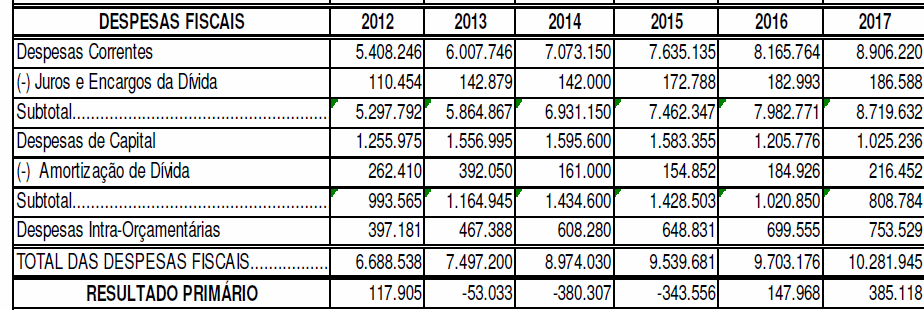 DESPESAS FISCAIS 2012 2013 2014 2015 2016 2017
Despesas Correntes 5.408.246 6.007.746 7.073.150 7.635.135 8.165.764 8.906.220
(-) Juros e Encargos da Dívida 110.454 142.879 142.000 172.788 182.993 186.588
Subtotal....................................................... 5.297.792 5.864.867 6.931.150 7.462.347 7.982.771 8.719.632
Despesas de Capital 1.255.975 1.556.995 1.595.600 1.583.355 1.205.776 1.025.236
(-) Amortização de Dívida 262.410 392.050 161.000 154.852 184.926 216.452
Subtotal....................................................... 993.565 1.164.945 1.434.600 1.428.503 1.020.850 808.784
Despesas Intra-Orçamentárias 397.181 467.388 608.280 648.831 699.555 753.529
TOTAL DAS DESPESAS FISCAIS................. 6.688.538 7.497.200 8.974.030 9.539.681 9.703.176 10.281.945
RESULTADO PRIMÁRIO 117.905 -53.033 -380.307 -343.556 147.968 385.118